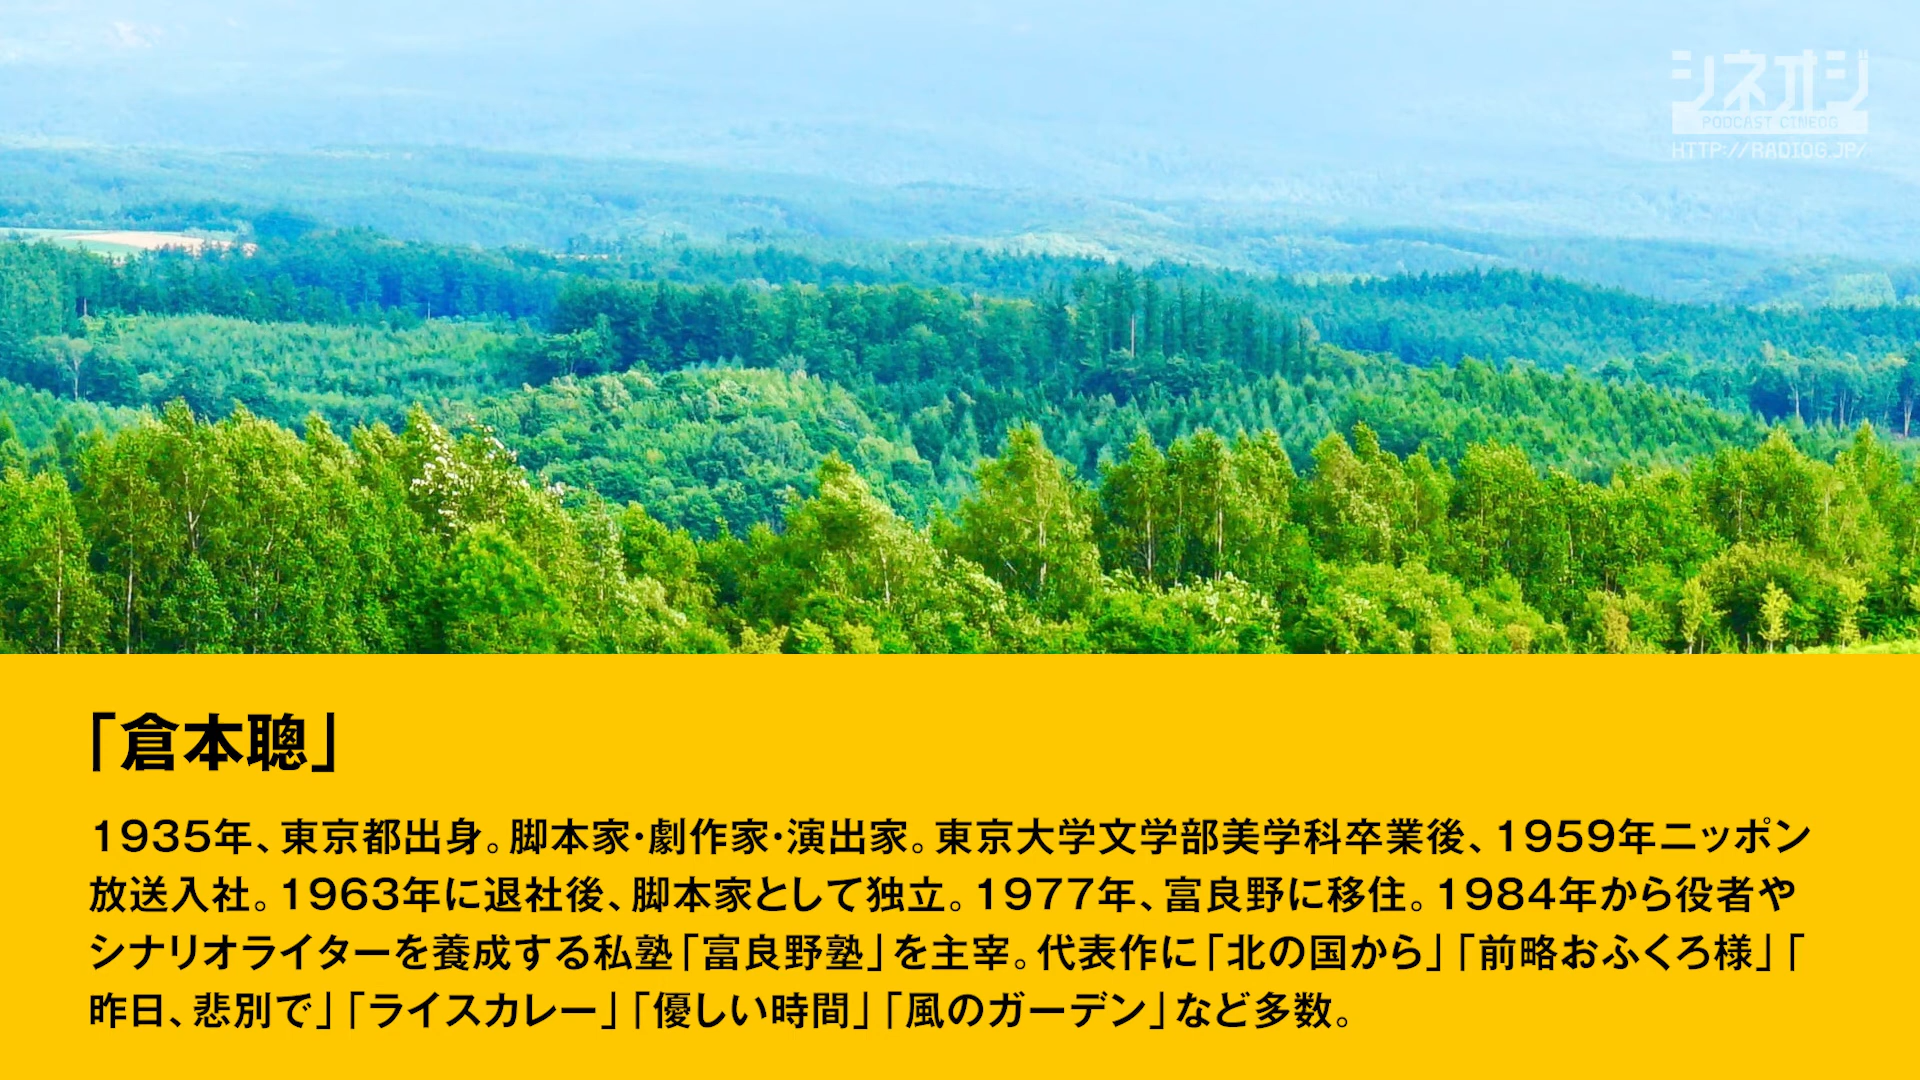 シネオジ
PODCAST CINEOG
HTTP://RADIOG.JP/
「倉本聰」
1935年、東京都出身。脚本家・劇作家・演出家。東京大学文学部美学科卒業後、1959年ニッポン
放送入社。1963年に退社後、脚本家として独立。1977年、富良野に移住。1984年から役者や
シナリオライターを養成する私塾「富良野塾」を主宰。代表作に「北の国から」「前略おふくろ様」「
昨日、悲別で」「ライスカレー」「優しい時間」「風のガーデン」など多数。